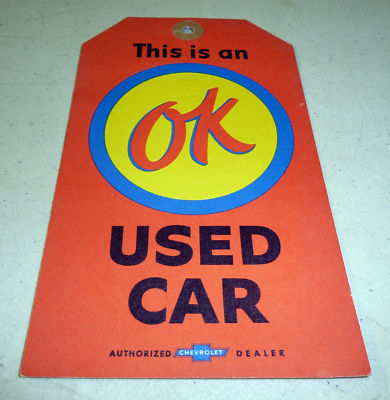 This is an
OK
USED
CAR
AUTHORIZED CHEVROLET DEALER